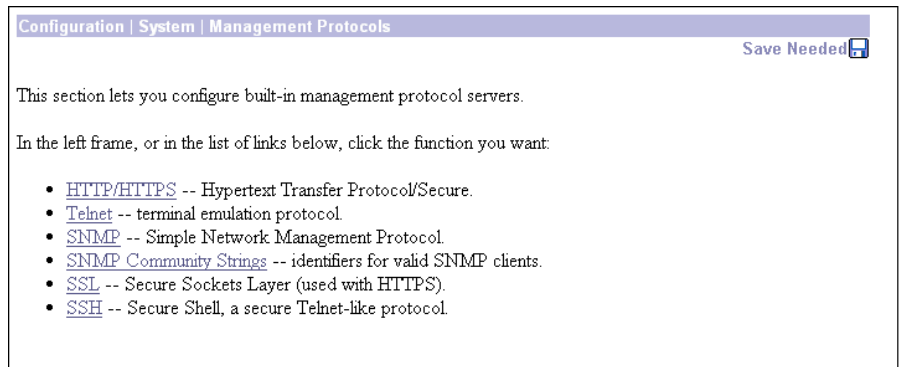 Configuration | System | Management Protocols
Save Needed
This section lets you configure built-in management protocol servers.
In the left frame, or in the list of links below, click the function you want:
• HTTP/HTTPS -- Hypertext Transfer Protocol/Secure.
• Telnet -- terminal emulation protocol.
• SNMP -- Simple Network Management Protocol.
• SNMP Community Strings -- identifiers for valid SNMP clients.
• SSL -- Secure Sockets Layer (used with HTTPS).
• SSH -- Secure Shell, a secure Telnet-like protocol.